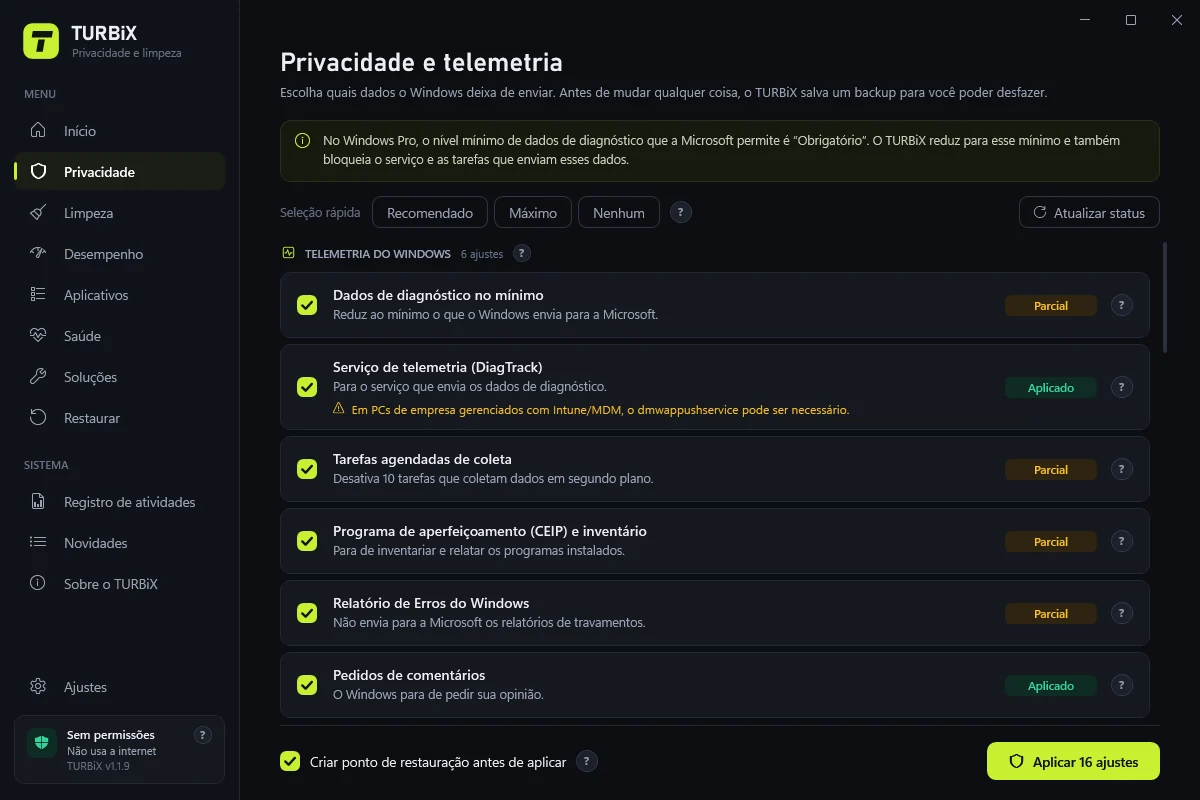 TURBiX
Privacidade e limpeza
MENU
Início
Privacidade
Limpeza
Desempenho
Aplicativos
Saúde
Soluções
Restaurar
SISTEMA
Registro de atividades
Novidades
Sobre o TURBiX
Ajustes
Sem permissões
?
Não usa a internet
TURBiX v1.1.9
Privacidade e telemetria
Escolha quais dados o Windows deixa de enviar. Antes de mudar qualquer coisa, o TURBiX salva um backup para você poder desfazer.
No Windows Pro, o nível mínimo de dados de diagnóstico que a Microsoft permite é “Obrigatório”. O TURBiX reduz para esse mínimo e também
bloqueia o serviço e as tarefas que enviam esses dados.
Seleção rápida Recomendado Máximo Nenhum ? Atualizar status
TELEMETRIA DO WINDOWS 6 ajustes ?
Dados de diagnóstico no mínimo
Reduz ao mínimo o que o Windows envia para a Microsoft.
Parcial ?
Serviço de telemetria (DiagTrack)
Para o serviço que envia os dados de diagnóstico.
Em PCs de empresa gerenciados com Intune/MDM, o dmwappushservice pode ser necessário.
Aplicado ?
Tarefas agendadas de coleta
Desativa 10 tarefas que coletam dados em segundo plano.
Parcial ?
Programa de aperfeiçoamento (CEIP) e inventário
Para de inventariar e relatar os programas instalados.
Parcial ?
Relatório de Erros do Windows
Não envia para a Microsoft os relatórios de travamentos.
Parcial ?
Pedidos de comentários
O Windows para de pedir sua opinião.
Aplicado ?
Criar ponto de restauração antes de aplicar ?
Aplicar 16 ajustes